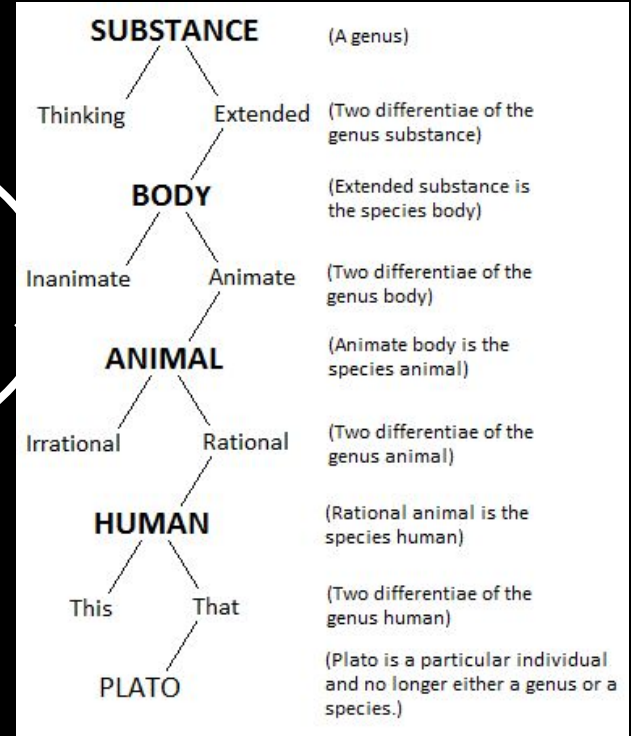 SUBSTANCE (A genus)
Thinking Extended (Two differentiae of the
genus substance)
BODY (Extended substance is
the species body)
Inanimate Animate (Two differentiae of the
genus body)
ANIMAL (Animate body is the
species animal)
Irrational Rational (Two differentiae of the
genus animal)
HUMAN (Rational animal is the
species human)
This That (Two differentiae of the
genus human)
PLATO (Plato is a particular individual
and no longer either a genus or a
species.)